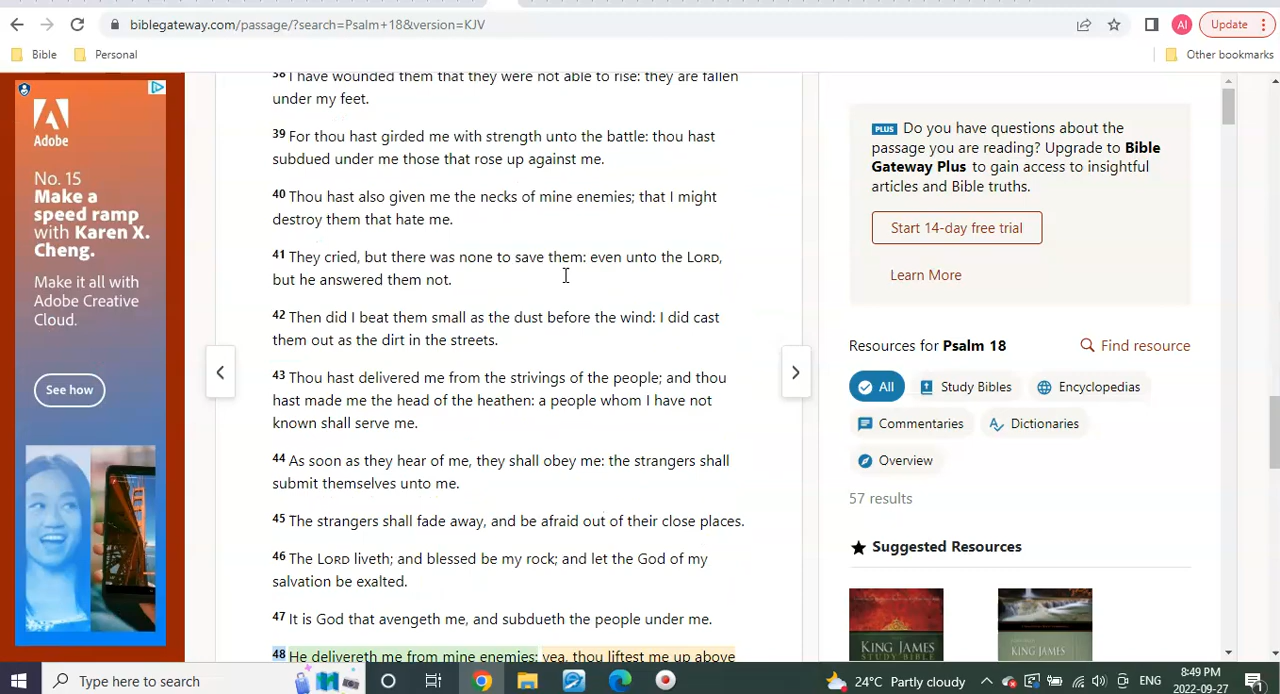 biblegateway.com/passage/?search=Psalm+18&version=KJV
AI
Update
Bible
Personal
Other bookmarks
38 I have wounded them that they were not able to rise: they are fallen
under my feet.
39 For thou hast girded me with strength unto the battle: thou hast
subdued under me those that rose up against me.
40 Thou hast also given me the necks of mine enemies; that I might
destroy them that hate me.
41 They cried, but there was none to save them: even unto the LORD,
but he answered them not.
42 Then did I beat them small as the dust before the wind: I did cast
them out as the dirt in the streets.
43 Thou hast delivered me from the strivings of the people; and thou
hast made me the head of the heathen: a people whom I have not
known shall serve me.
44 As soon as they hear of me, they shall obey me: the strangers shall
submit themselves unto me.
45 The strangers shall fade away, and be afraid out of their close places.
46 The LORD liveth; and blessed be my rock; and let the God of my
salvation be exalted.
47 It is God that avengeth me, and subdueth the people under me.
48 He delivereth me from mine enemies: yea, thou liftest me up above
Adobe
No. 15
Make a
speed ramp
with Karen X.
Cheng.
Make it all with
Adobe Creative
Cloud.
See how
PLUS Do you have questions about the
passage you are reading? Upgrade to Bible
Gateway Plus to gain access to insightful
articles and Bible truths.
Start 14-day free trial
Learn More
Resources for Psalm 18
Find resource
All
Study Bibles
Encyclopedias
Commentaries
Dictionaries
Overview
57 results
Suggested Resources
KING JAMES
STUDY BIBLE
KING JAMES
Type here to search
24°C Partly cloudy
ENG
8:49 PM
2022-09-27
1